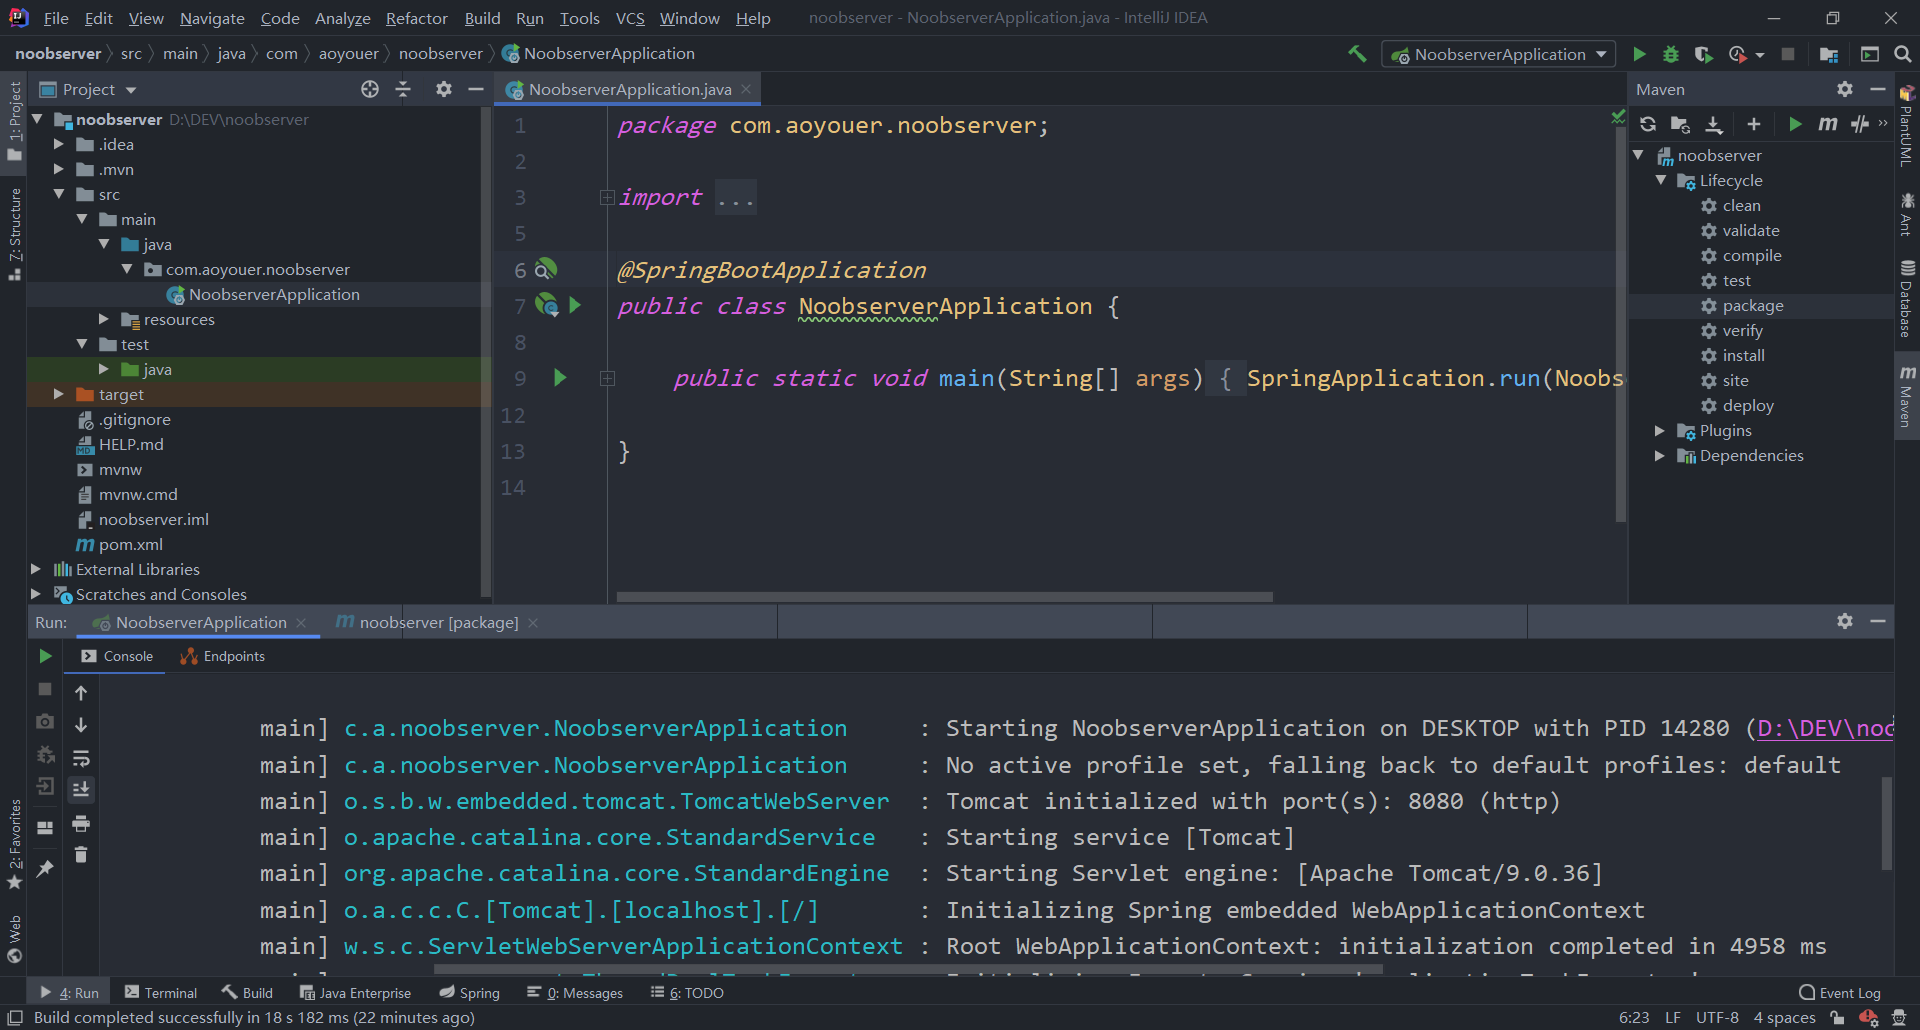 File Edit View Navigate Code Analyze Refactor Build Run Tools VCS Window Help noobserver - NoobserverApplication.java - IntelliJ IDEA
noobserver src main java com aoyouer noobserver NoobserverApplication
NoobserverApplication
1: Project
7: Structure
2: Favorites
Web
Project
noobserver D:\DEV\noobserver
.idea
.mvn
src
main
java
com.aoyouer.noobserver
NoobserverApplication
resources
test
java
target
.gitignore
HELP.md
mvnw
mvnw.cmd
noobserver.iml
pom.xml
External Libraries
Scratches and Consoles
NoobserverApplication.java
1 package com.aoyouer.noobserver;
2
3 import ...
5
6 @SpringBootApplication
7 public class NoobserverApplication {
8
9 public static void main(String[] args) { SpringApplication.run(Noobs
12
13 }
14
Maven
noobserver
Lifecycle
clean
validate
compile
test
package
verify
install
site
deploy
Plugins
Dependencies
PlantUML
Ant
Database
Maven
Run: NoobserverApplication noobserver [package]
Console Endpoints
main] c.a.noobserver.NoobserverApplication : Starting NoobserverApplication on DESKTOP with PID 14280 (D:\DEV\noo
main] c.a.noobserver.NoobserverApplication : No active profile set, falling back to default profiles: default
main] o.s.b.w.embedded.tomcat.TomcatWebServer : Tomcat initialized with port(s): 8080 (http)
main] o.apache.catalina.core.StandardService : Starting service [Tomcat]
main] org.apache.catalina.core.StandardEngine : Starting Servlet engine: [Apache Tomcat/9.0.36]
main] o.a.c.c.C.[Tomcat].[localhost].[/] : Initializing Spring embedded WebApplicationContext
main] w.s.c.ServletWebServerApplicationContext : Root WebApplicationContext: initialization completed in 4958 ms
4: Run Terminal Build Java Enterprise Spring 0: Messages 6: TODO Event Log
Build completed successfully in 18 s 182 ms (22 minutes ago) 6:23 LF UTF-8 4 spaces